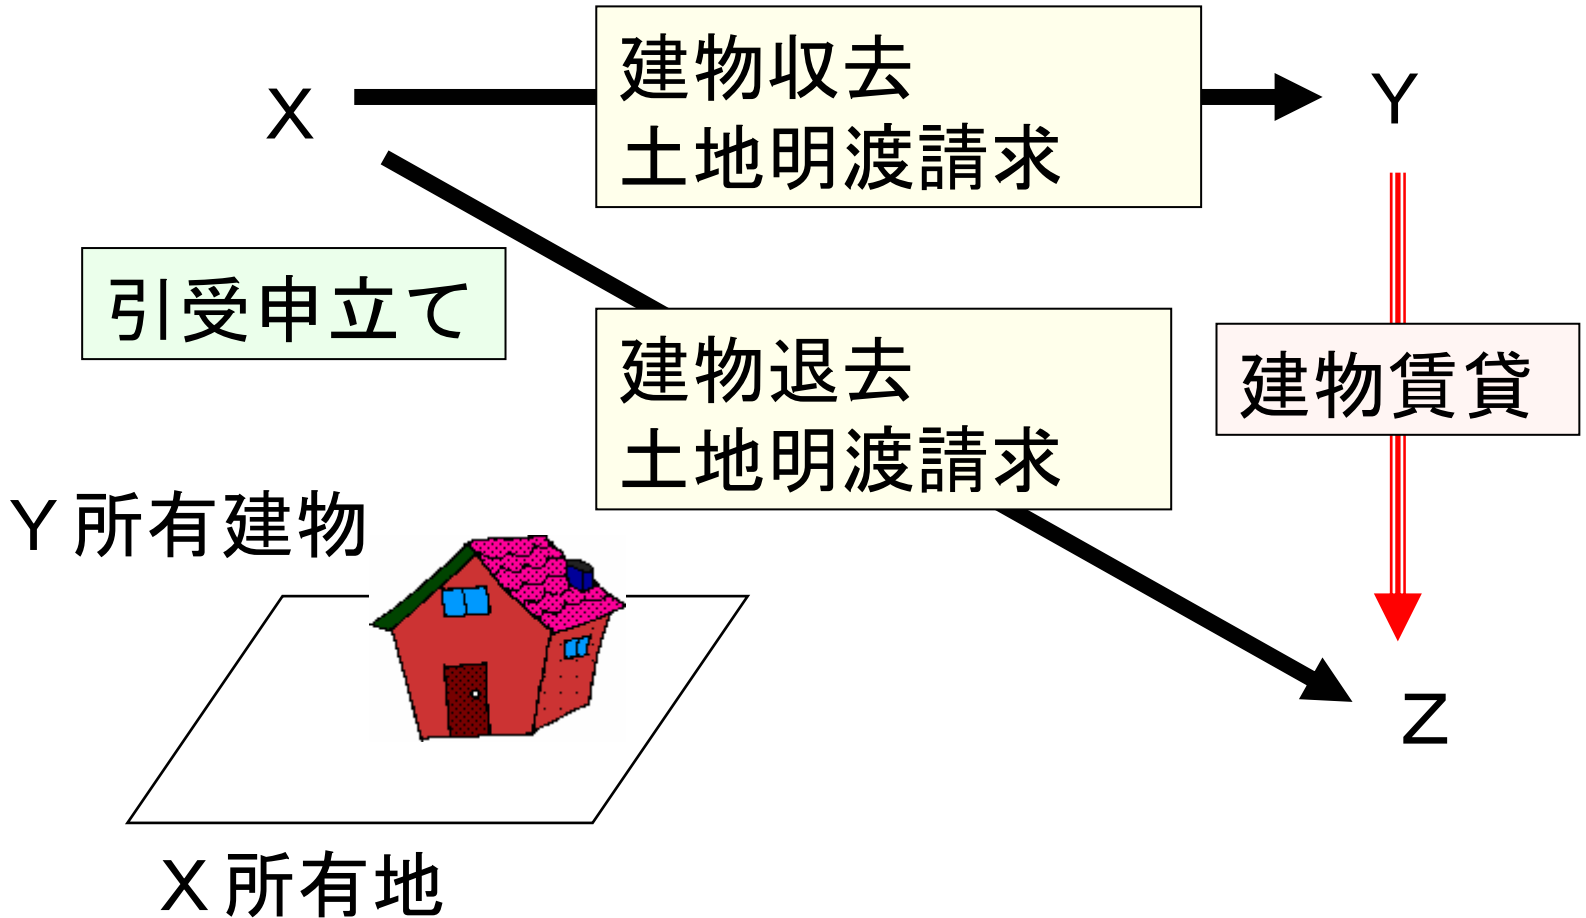 建物収去
土地明渡請求
X
Y
引受申立て
建物退去
土地明渡請求
建物賃貸
Y所有建物
Z
X所有地